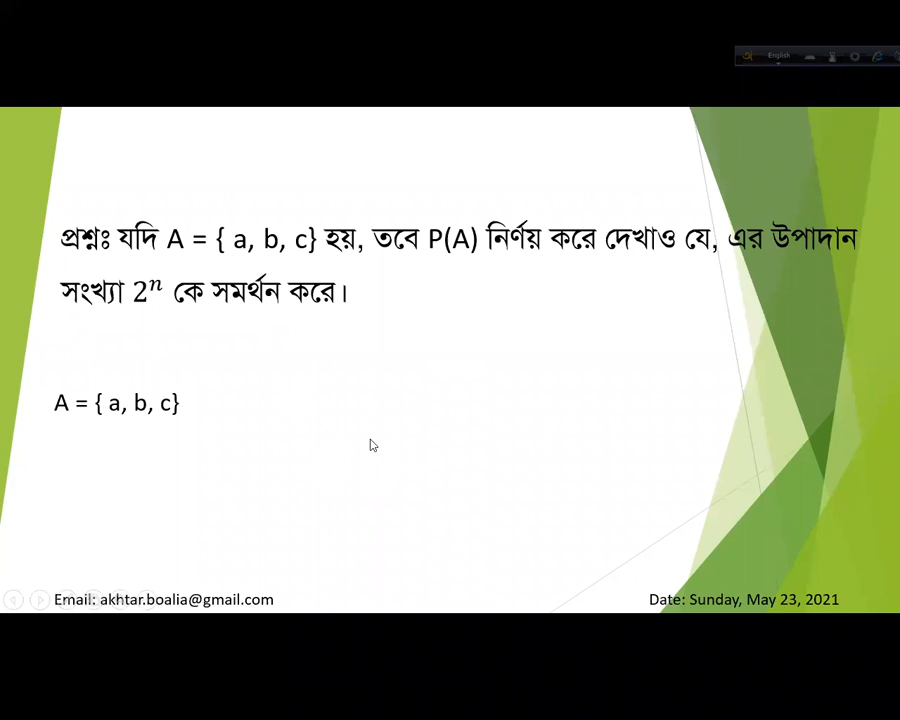 অ English
প্রশ্নঃ যদি A = { a, b, c} হয়, তবে P(A) নির্ণয় করে দেখাও যে, এর উপাদান
সংখ্যা 2ⁿ কে সমর্থন করে।
A = { a, b, c}
Email: akhtar.boalia@gmail.com Date: Sunday, May 23, 2021